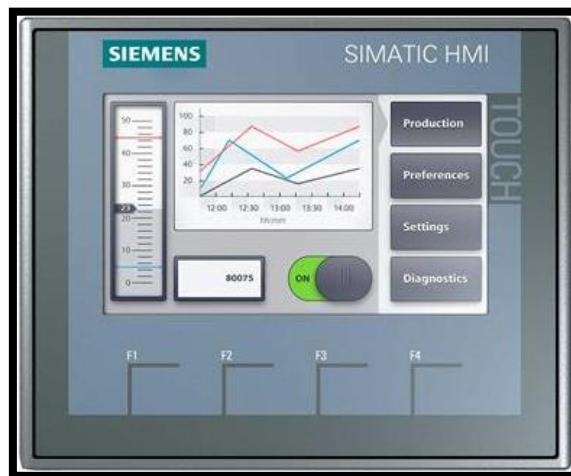 SIEMENS
SIMATIC HMI
TOUCH
50
40
30
23
20
10
0
100
80
60
40
20
12:00 12:30 13:00 13:30 14:00
80075
ON
Production
Preferences
Settings
Diagnostics
F1 F2 F3 F4